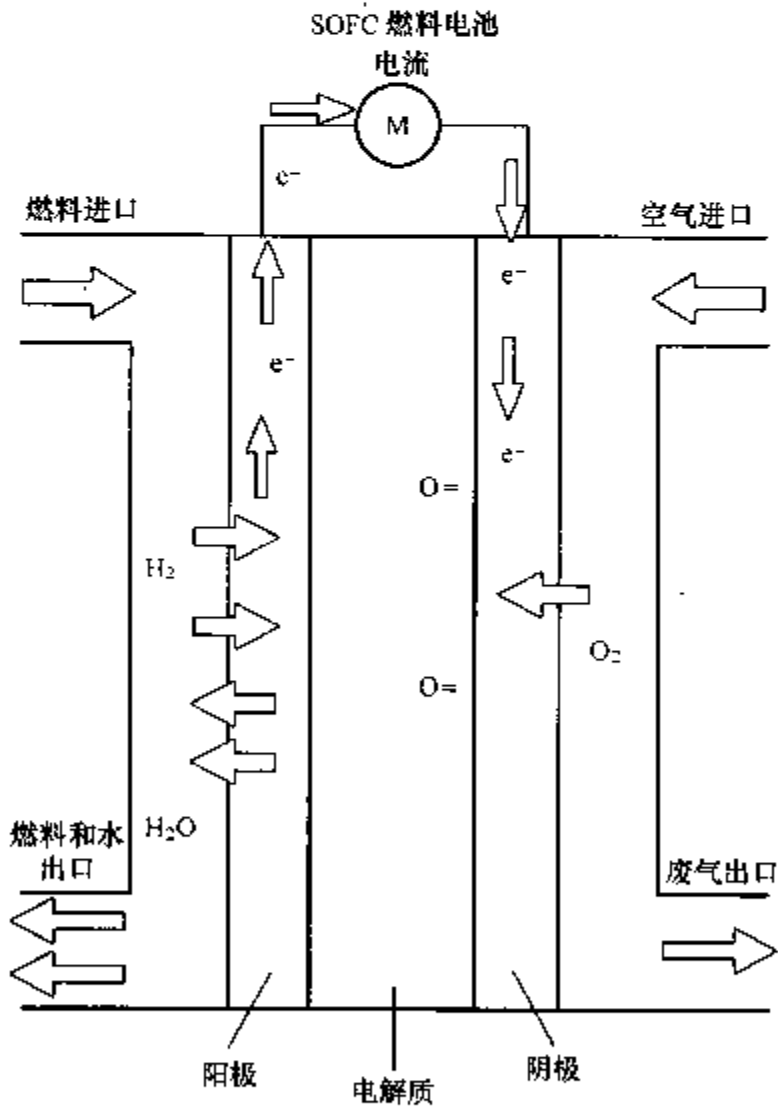 SOFC 燃料电池
电流
M
e⁻
燃料进口
空气进口
e⁻
e⁻
e⁻
O=
H₂
O₂
O=
H₂O
燃料和水
出口
废气出口
阳极
电解质
阴极